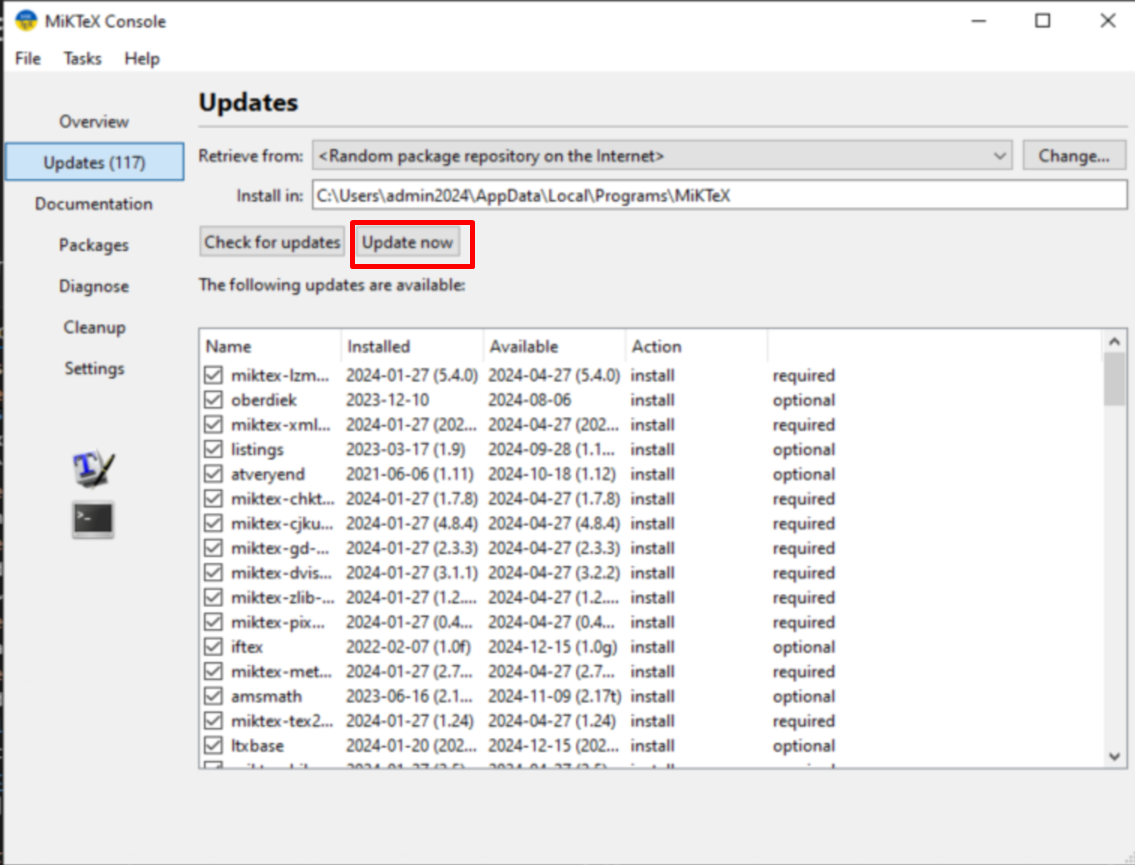 MiKTeX Console
File Tasks Help
Updates
Overview
Updates (117)
Documentation
Packages
Diagnose
Cleanup
Settings
Retrieve from: <Random package repository on the Internet> Change...
Install in: C:\Users\admin2024\AppData\Local\Programs\MiKTeX
Check for updates Update now
The following updates are available:
Name Installed Available Action
miktex-lzm... 2024-01-27 (5.4.0) 2024-04-27 (5.4.0) install required
oberdiek 2023-12-10 2024-08-06 install optional
miktex-xml... 2024-01-27 (202... 2024-04-27 (202... install required
listings 2023-03-17 (1.9) 2024-09-28 (1.1... install optional
atveryend 2021-06-06 (1.11) 2024-10-18 (1.12) install optional
miktex-chkt... 2024-01-27 (1.7.8) 2024-04-27 (1.7.8) install required
miktex-cjku... 2024-01-27 (4.8.4) 2024-04-27 (4.8.4) install required
miktex-gd-... 2024-01-27 (2.3.3) 2024-04-27 (2.3.3) install required
miktex-dvis... 2024-01-27 (3.1.1) 2024-04-27 (3.2.2) install required
miktex-zlib-... 2024-01-27 (1.2.... 2024-04-27 (1.2.... install required
miktex-pix... 2024-01-27 (0.4... 2024-04-27 (0.4... install required
iftex 2022-02-07 (1.0f) 2024-12-15 (1.0g) install optional
miktex-met... 2024-01-27 (2.7... 2024-04-27 (2.7... install required
amsmath 2023-06-16 (2.1... 2024-11-09 (2.17t) install optional
miktex-tex2... 2024-01-27 (1.24) 2024-04-27 (1.24) install required
ltxbase 2024-01-20 (202... 2024-12-15 (202... install optional